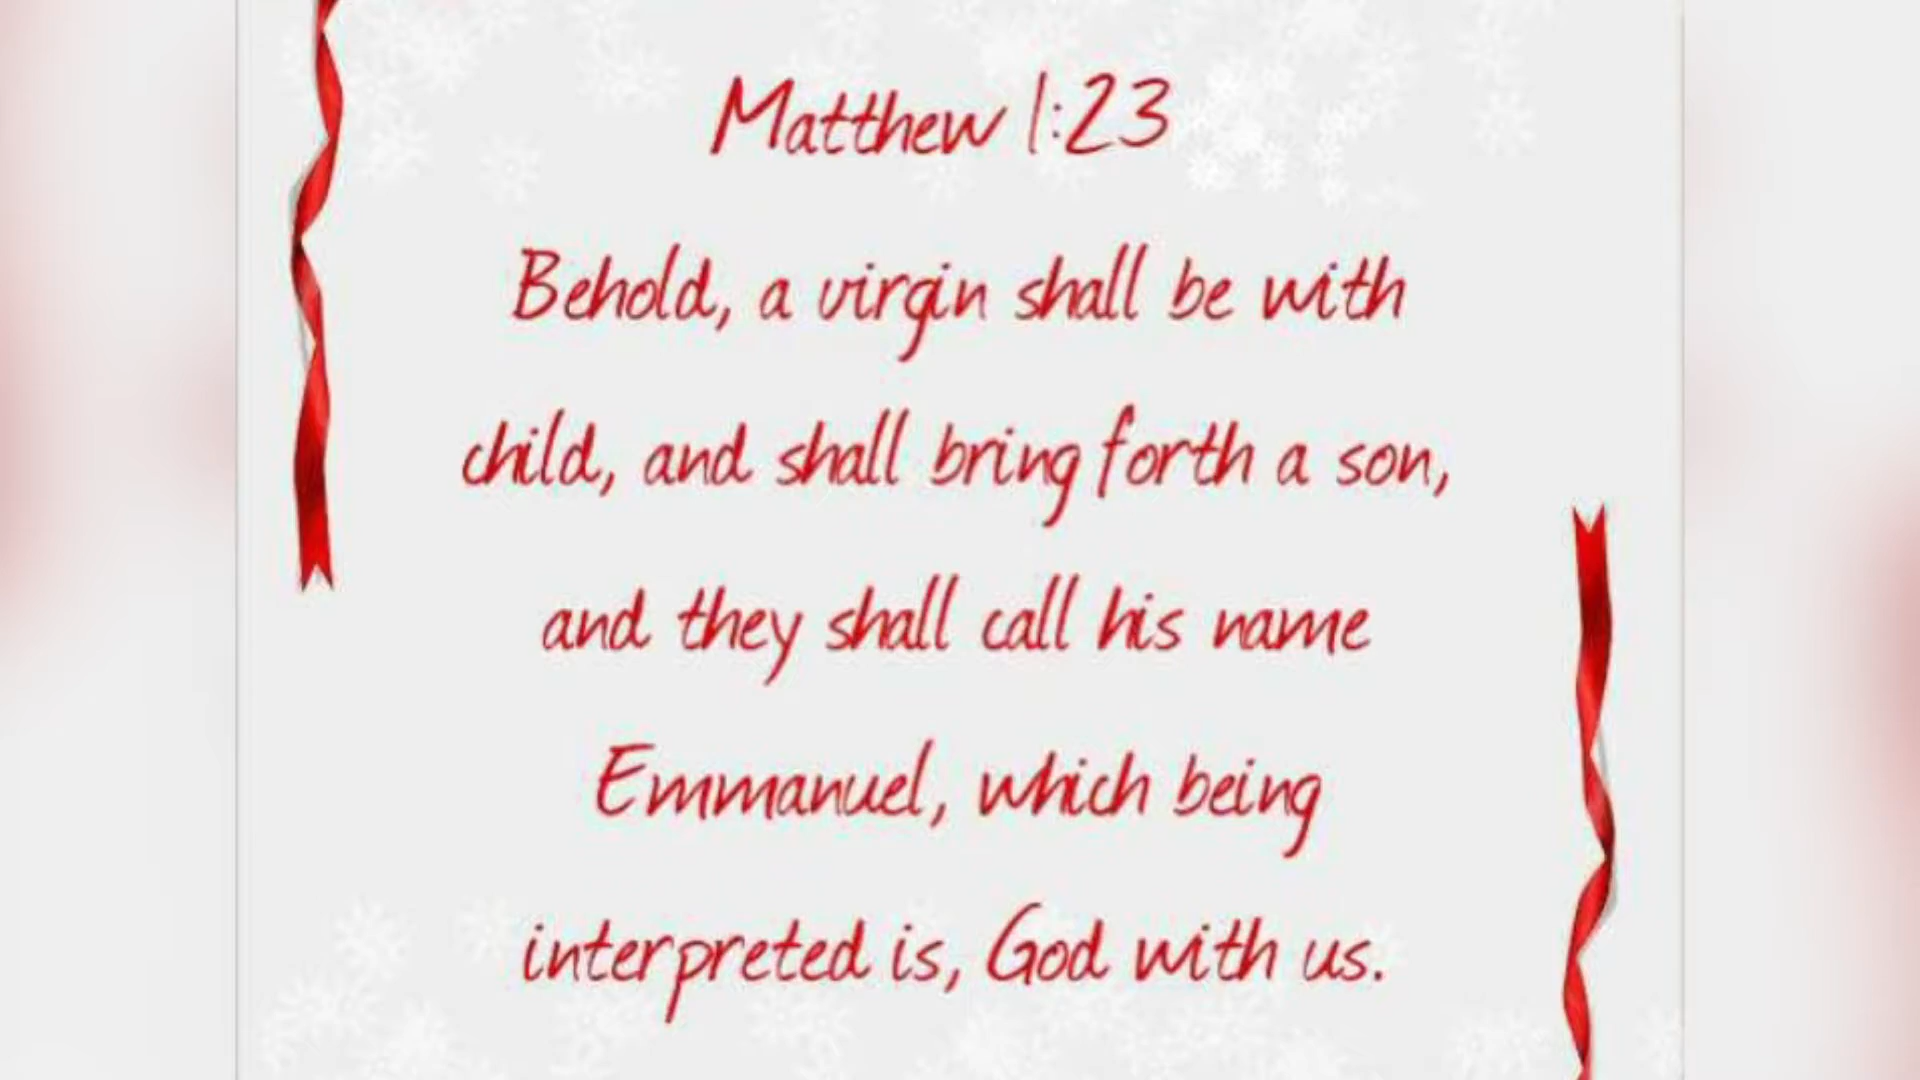 Matthew 1:23
Behold, a virgin shall be with
child, and shall bring forth a son,
and they shall call his name
Emmanuel, which being
interpreted is, God with us.